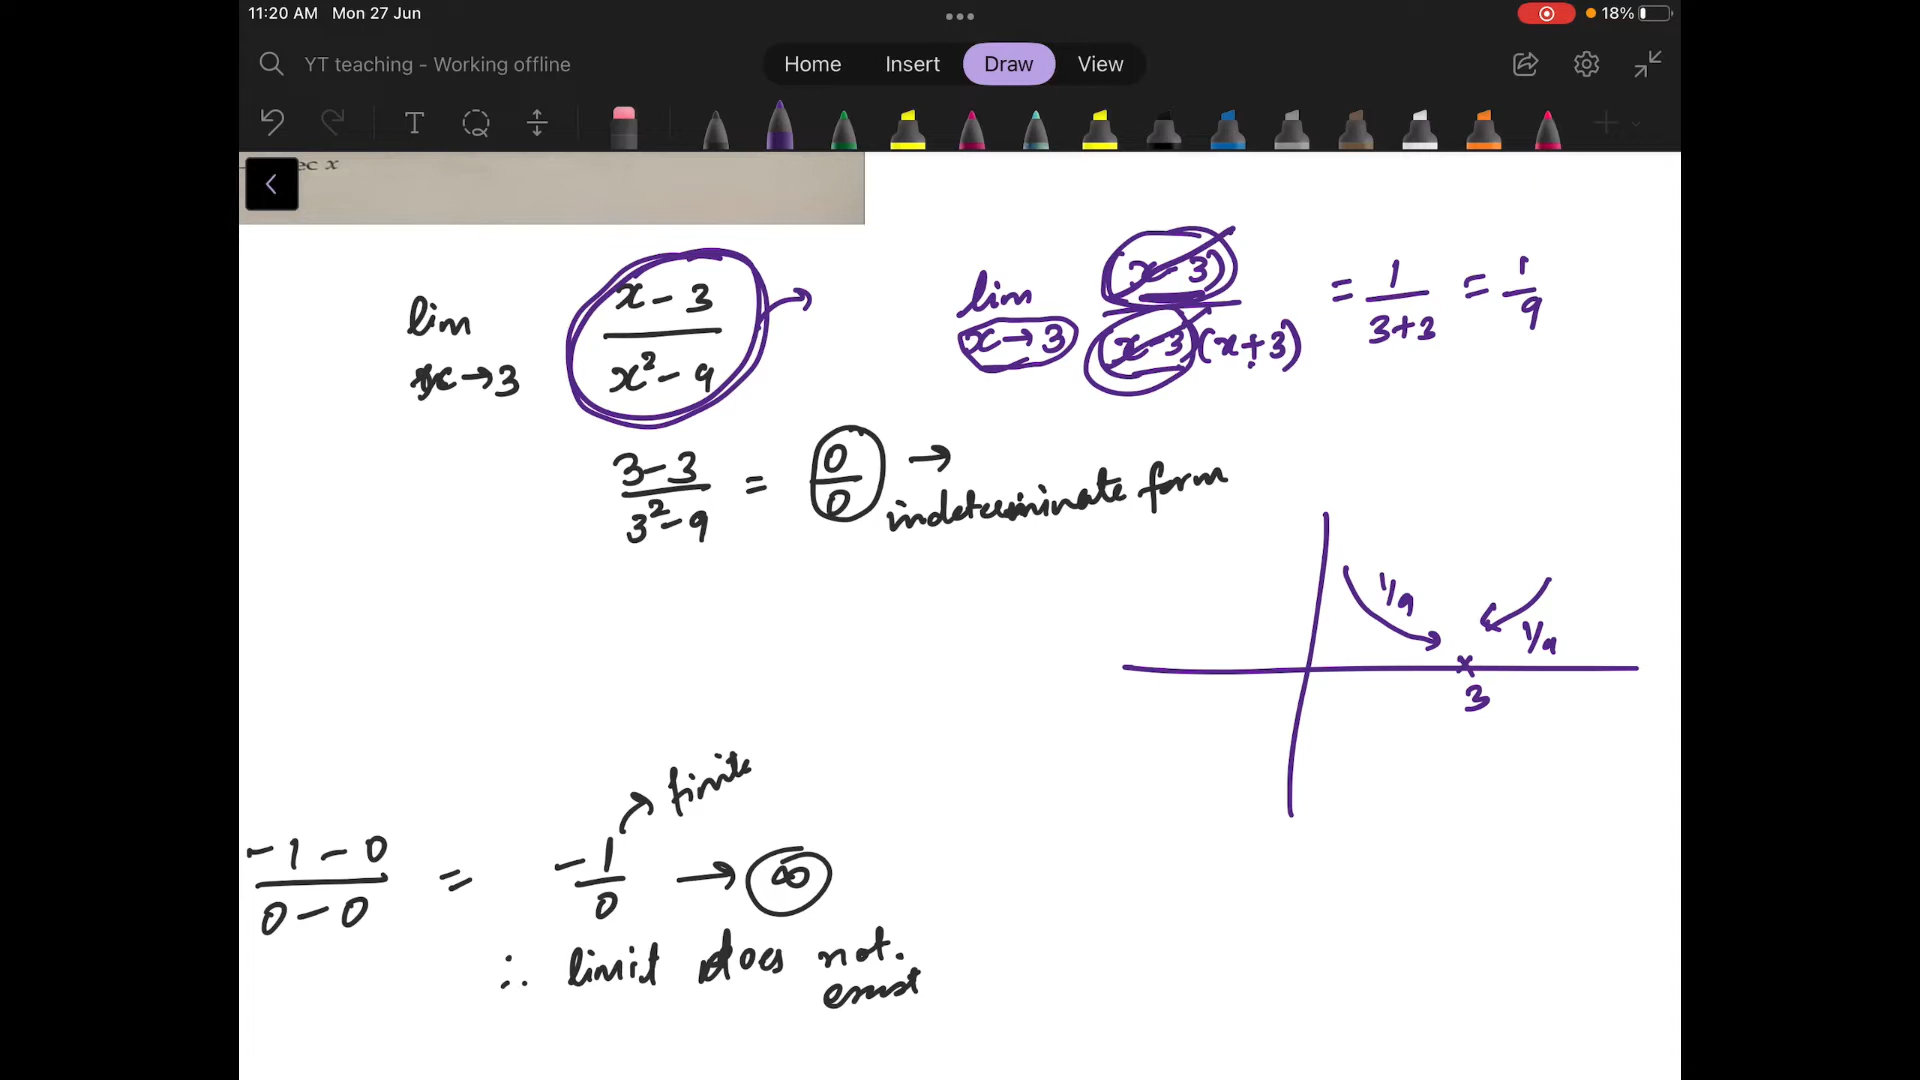 11:20 AM Mon 27 Jun
18%
YT teaching - Working offline
Home Insert Draw View
T
ec x
lim x - 3 / x² - 9
x→3
lim (x-3) / (x-3)(x+3) = 1 / 3+3 = 1/9
x→3
3-3 / 3²-9 = 0/0 → indeterminate form
1/9
1/9
x
3
finite
-1-0 / 0-0 = -1/0 → ∞
∴ limit does not.
exist